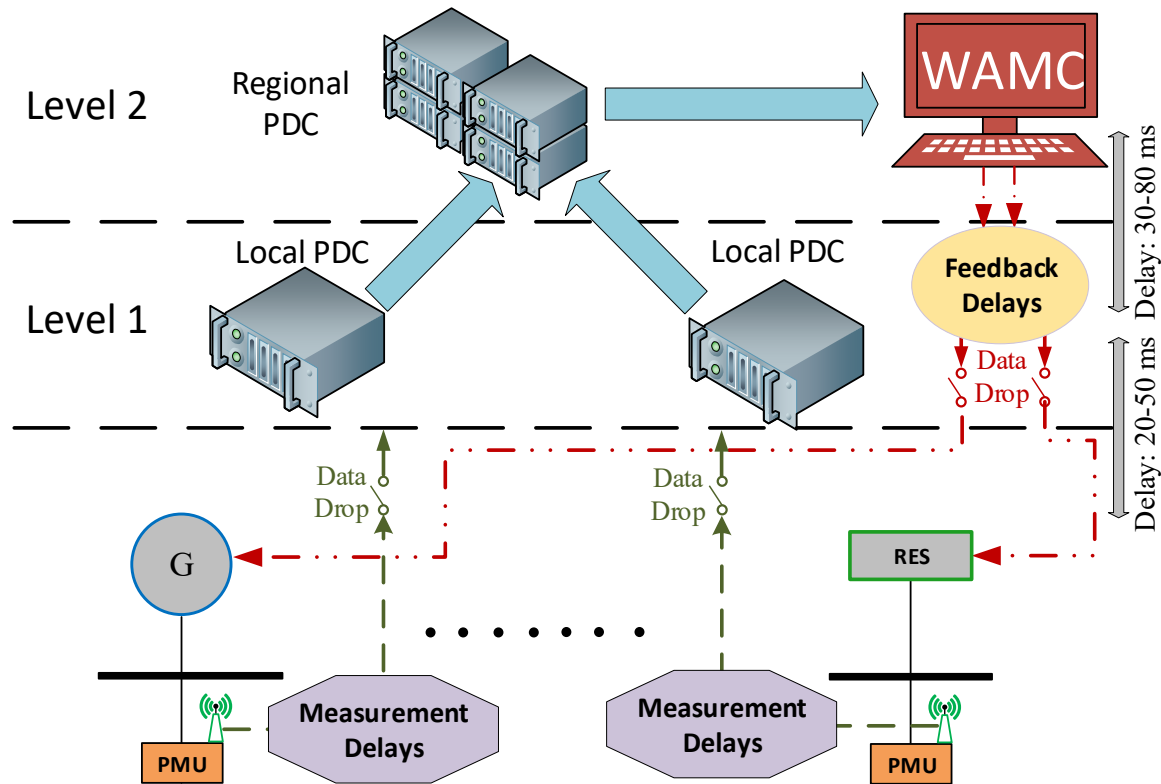 WAMC
Regional
PDC
Level 2
Delay: 30-80 ms
Local PDC
Local PDC
Feedback
Delays
Level 1
Data
Drop
Delay: 20-50 ms
Data
Drop
Data
Drop
G
RES
Measurement
Delays
Measurement
Delays
PMU
PMU